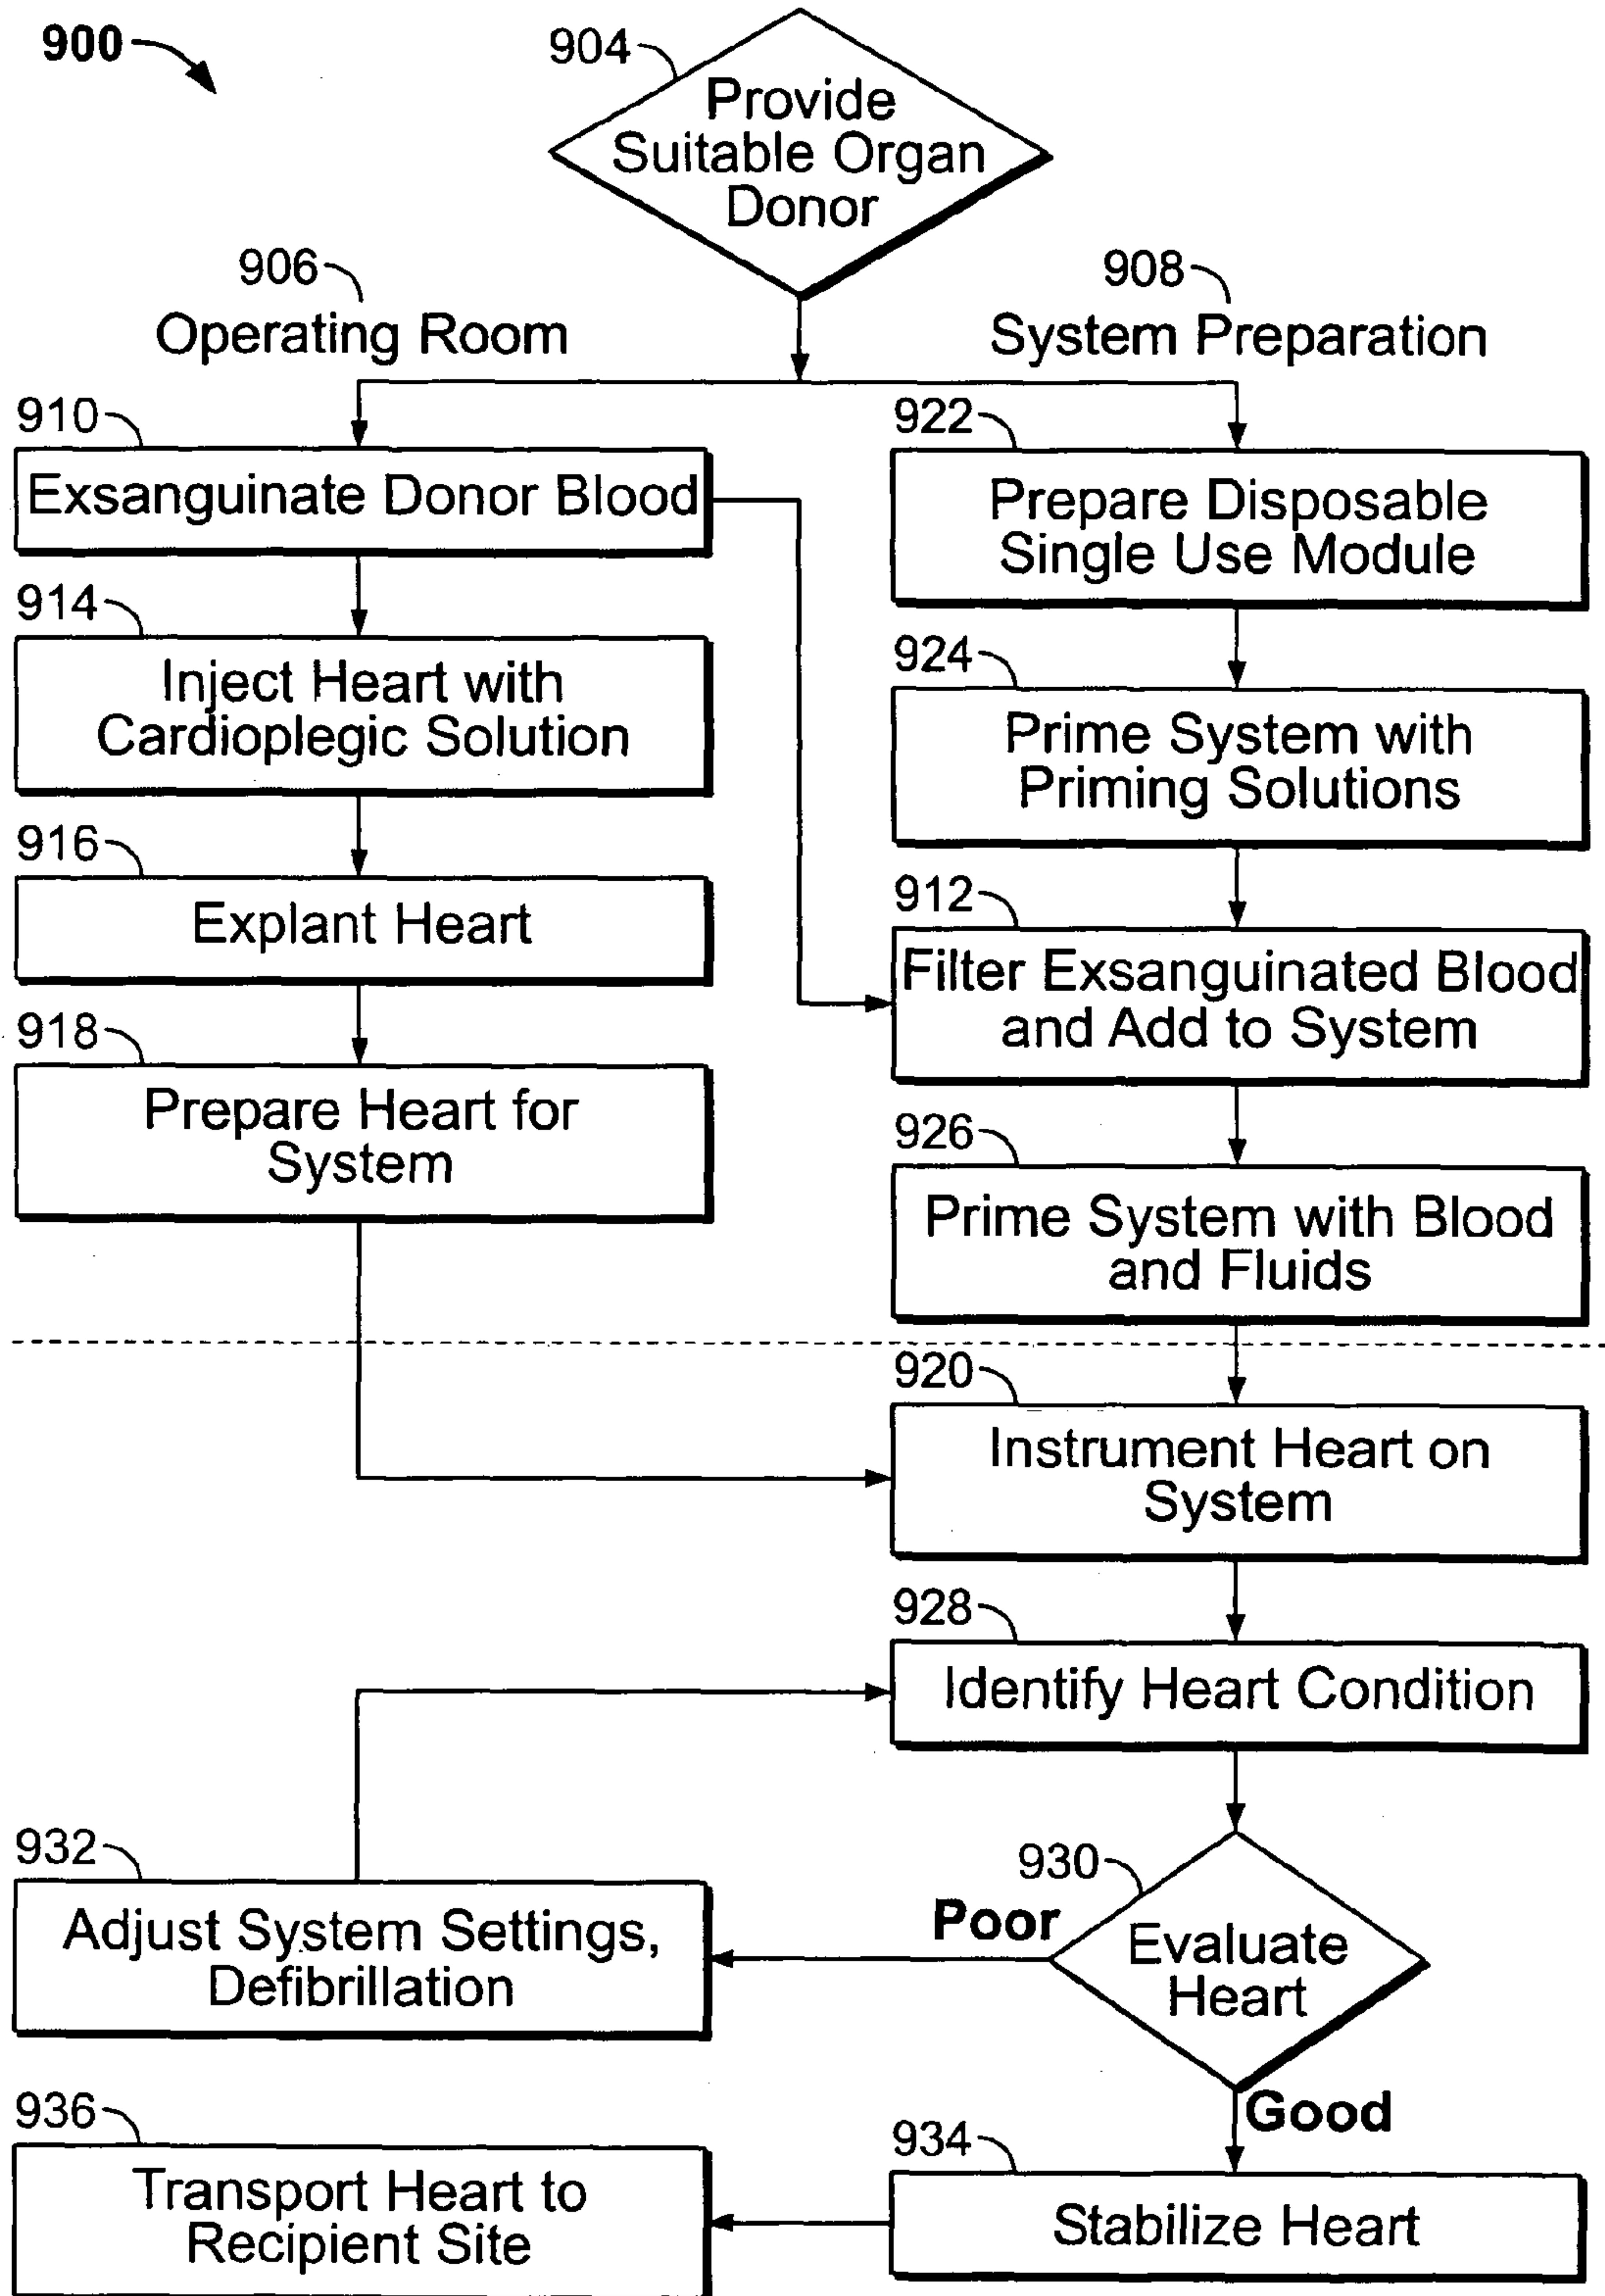 900
904
Provide
Suitable Organ
Donor
906
Operating Room
908
System Preparation
910
Exsanguinate Donor Blood
922
Prepare Disposable
Single Use Module
914
Inject Heart with
Cardioplegic Solution
924
Prime System with
Priming Solutions
916
Explant Heart
912
Filter Exsanguinated Blood
and Add to System
918
Prepare Heart for
System
926
Prime System with Blood
and Fluids
920
Instrument Heart on
System
928
Identify Heart Condition
930
Evaluate
Heart
Poor
932
Adjust System Settings,
Defibrillation
Good
934
Stabilize Heart
936
Transport Heart to
Recipient Site